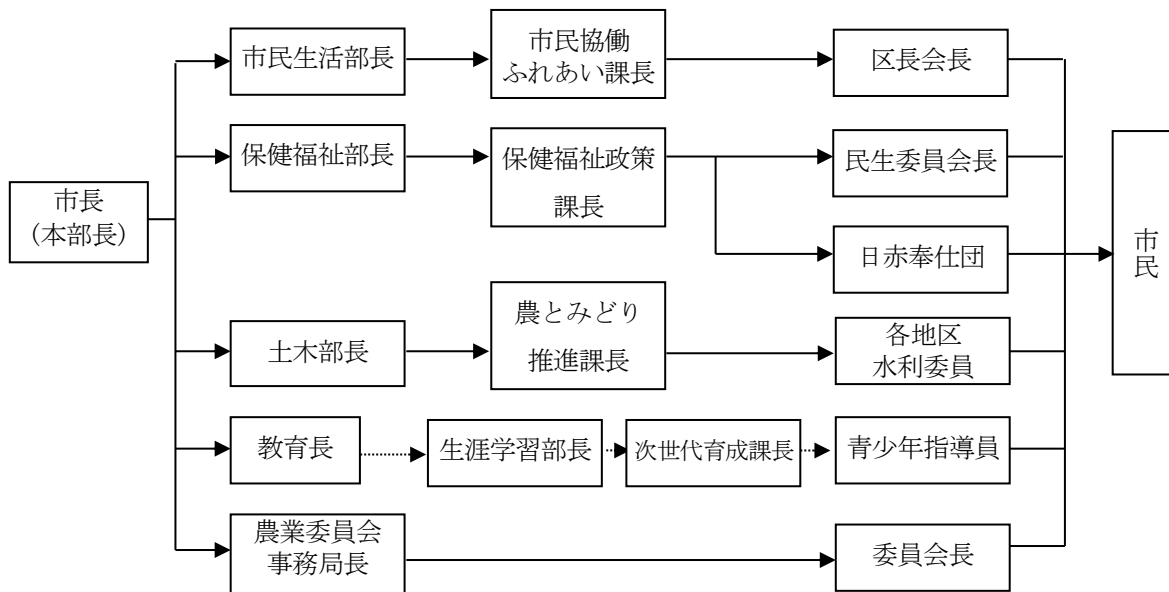 市長
（本部長）
市民生活部長
市民協働
ふれあい課長
区長会長
保健福祉部長
保健福祉政策
課長
民生委員会長
日赤奉仕団
土木部長
農とみどり
推進課長
各地区
水利委員
教育長
生涯学習部長
次世代育成課長
青少年指導員
農業委員会
事務局長
委員会長
市民